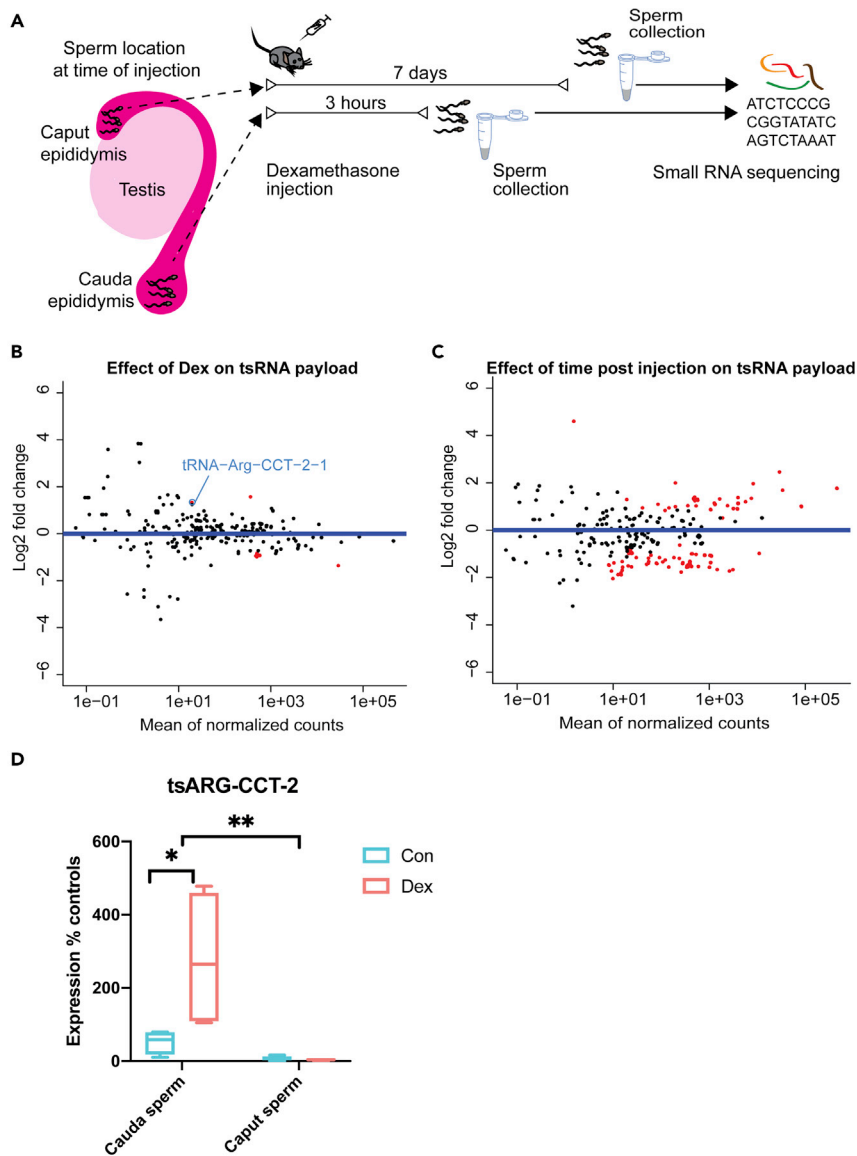 A
Sperm location
at time of injection
Caput
epididymis
Testis
Cauda
epididymis
7 days
3 hours
Dexamethasone
injection
Sperm
collection
Sperm
collection
ATCTCCCG
CGGTATATC
AGTCTAAAT
Small RNA sequencing
B
Effect of Dex on tsRNA payload
Log2 fold change
6
4
2
0
−2
−4
−6
tRNA−Arg−CCT−2−1
1e−01
1e+01
1e+03
1e+05
Mean of normalized counts
C
Effect of time post injection on tsRNA payload
Log2 fold change
6
4
2
0
−2
−4
−6
1e−01
1e+01
1e+03
1e+05
Mean of normalized counts
D
tsARG-CCT-2
Expression % controls
600
400
200
0
*
**
Con
Dex
Cauda sperm
Caput sperm